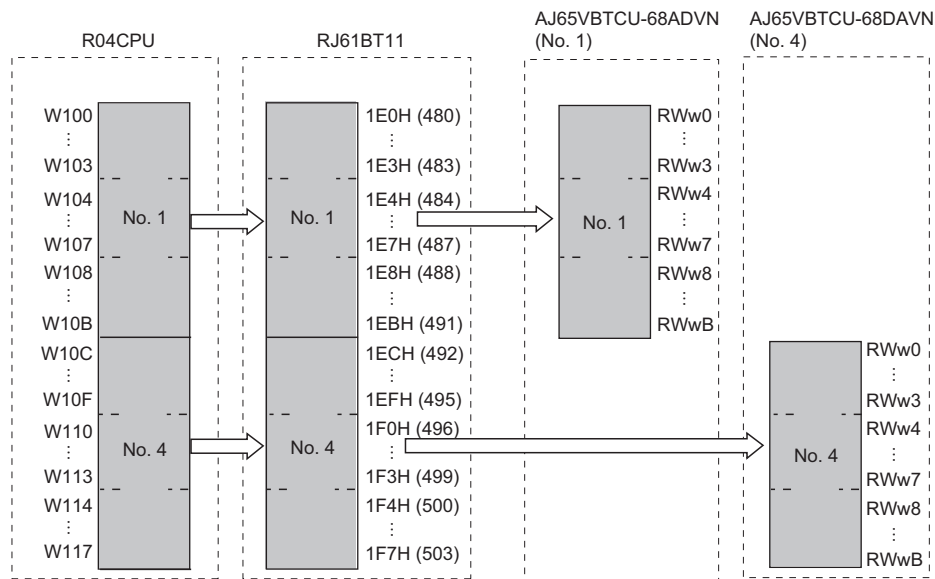 R04CPU
RJ61BT11
AJ65VBTCU-68ADVN
(No. 1)
AJ65VBTCU-68DAVN
(No. 4)
W100
⋮
W103
W104
⋮
W107
W108
⋮
W10B
W10C
⋮
W10F
W110
⋮
W113
W114
⋮
W117
No. 1
No. 4
No. 1
No. 4
1E0H (480)
⋮
1E3H (483)
1E4H (484)
⋮
1E7H (487)
1E8H (488)
⋮
1EBH (491)
1ECH (492)
⋮
1EFH (495)
1F0H (496)
⋮
1F3H (499)
1F4H (500)
⋮
1F7H (503)
No. 1
RWw0
⋮
RWw3
RWw4
⋮
RWw7
RWw8
⋮
RWwB
No. 4
RWw0
⋮
RWw3
RWw4
⋮
RWw7
RWw8
⋮
RWwB